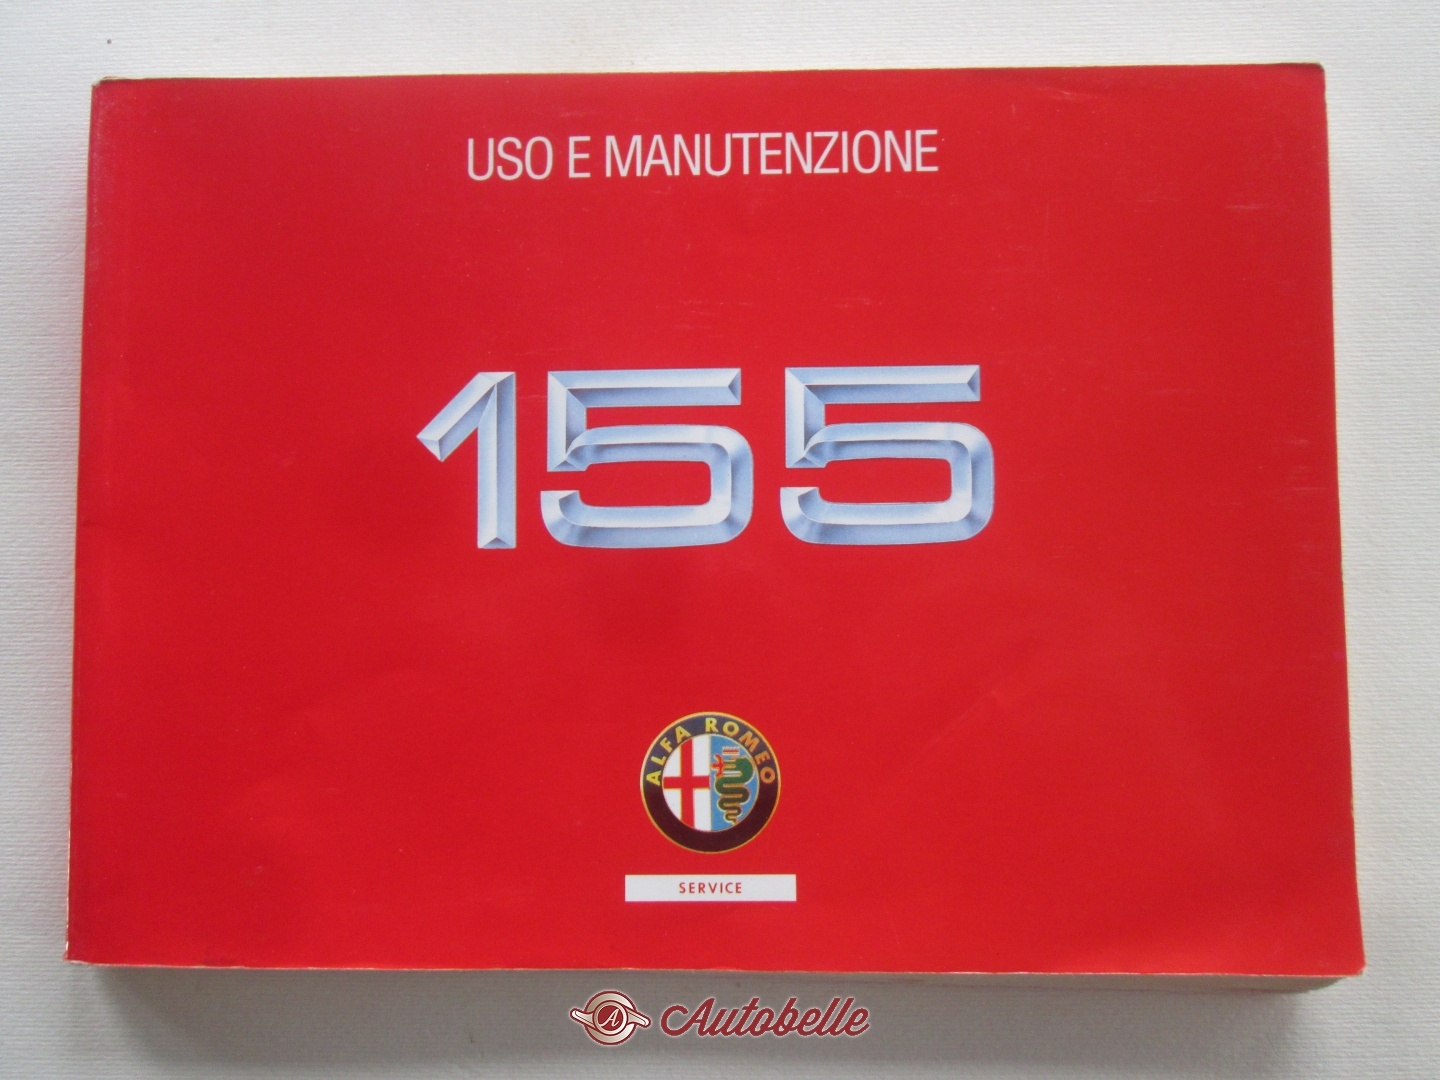 USO E MANUTENZIONE
155
ALFA ROMEO
SERVICE
A Autobelle